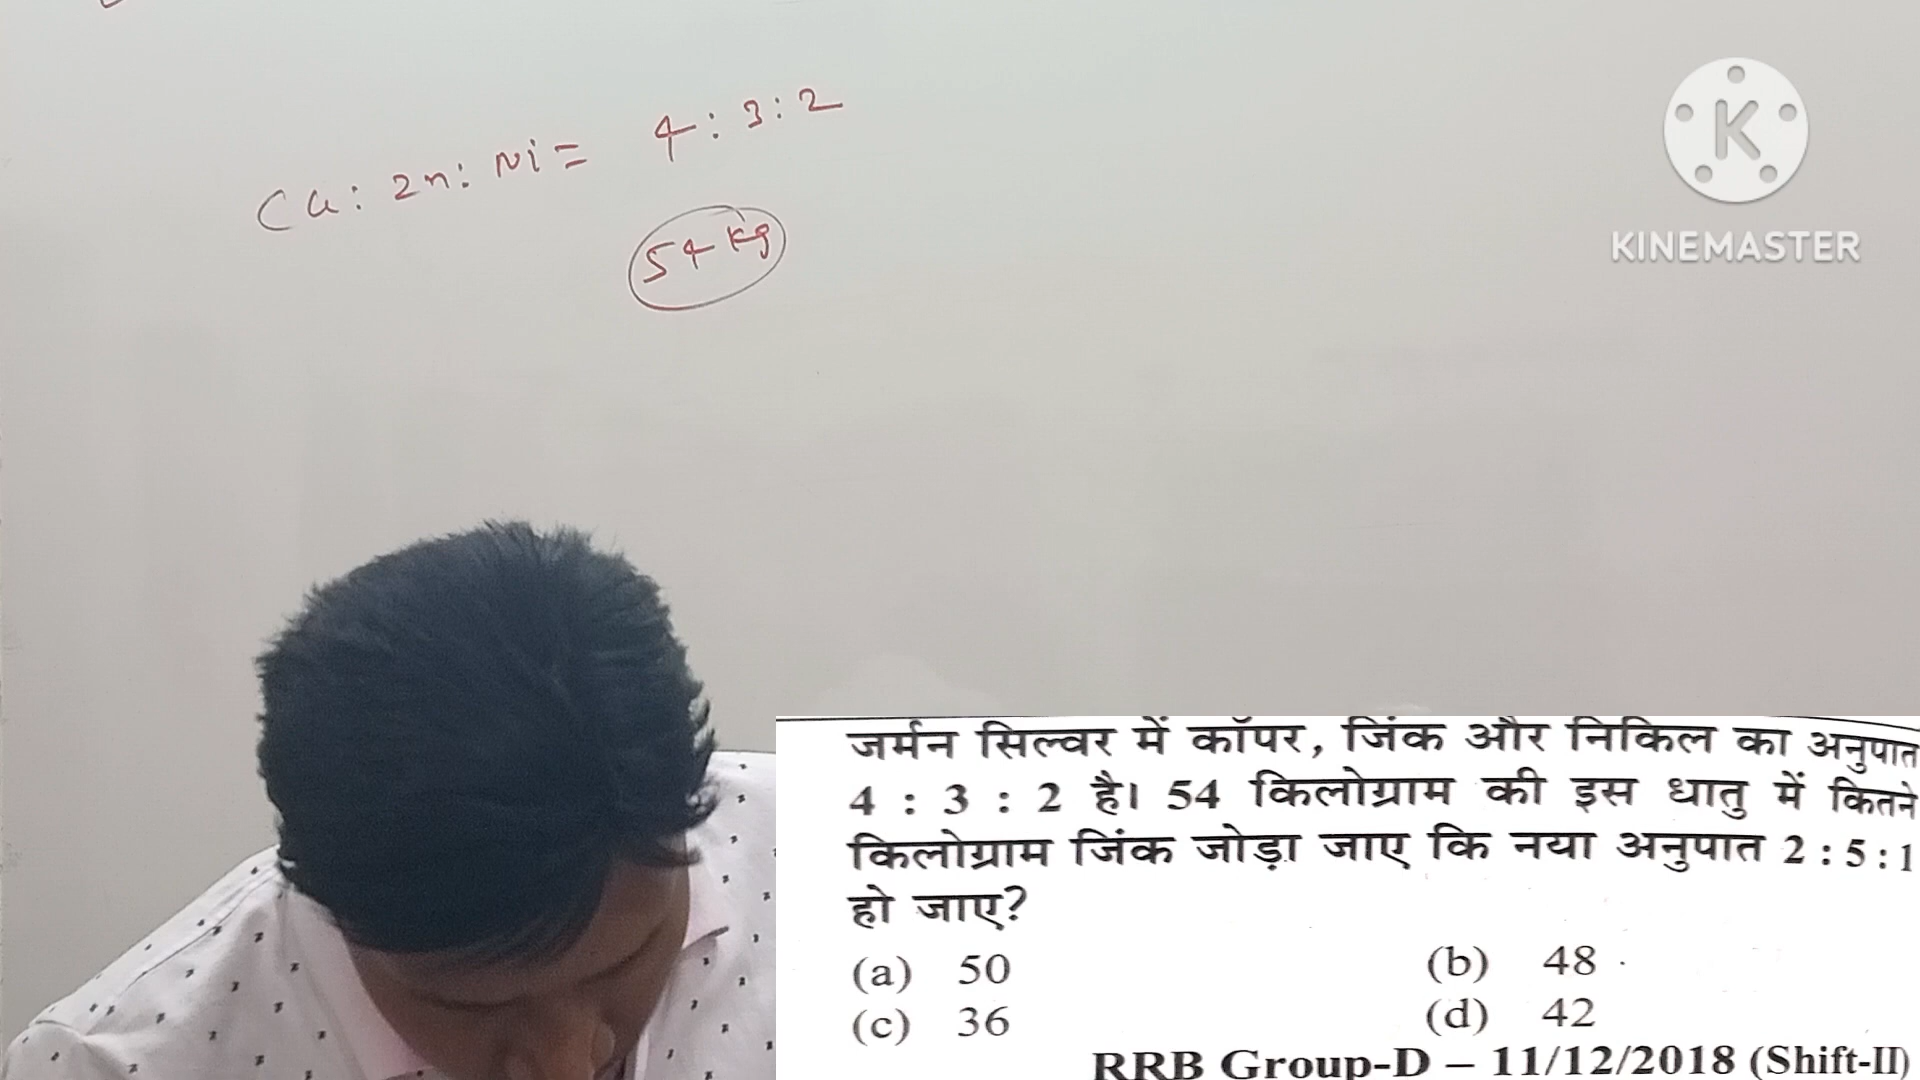 Cu: Zn: Ni = 4:3:2
54 kg
K
KINEMASTER
जर्मन सिल्वर में कॉपर, जिंक और निकिल का अनुपात
4 : 3 : 2 है। 54 किलोग्राम की इस धातु में कितने
किलोग्राम जिंक जोड़ा जाए कि नया अनुपात 2 : 5 : 1
हो जाए?
(a) 50 (b) 48
(c) 36 (d) 42
RRB Group-D – 11/12/2018 (Shift-II)